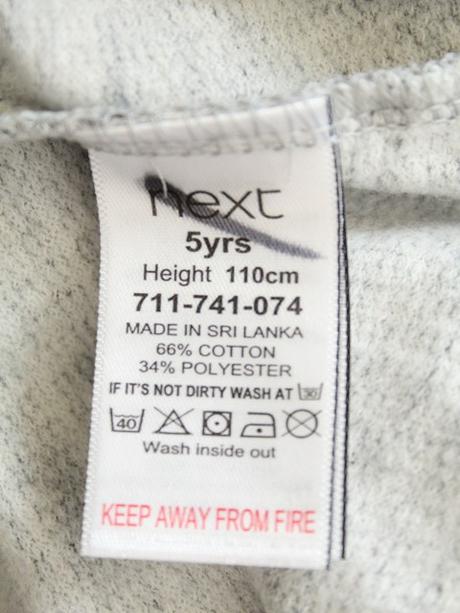 next
5yrs
Height 110cm
711-741-074
MADE IN SRI LANKA
66% COTTON
34% POLYESTER
IF IT'S NOT DIRTY WASH AT 30
40
Wash inside out
KEEP AWAY FROM FIRE